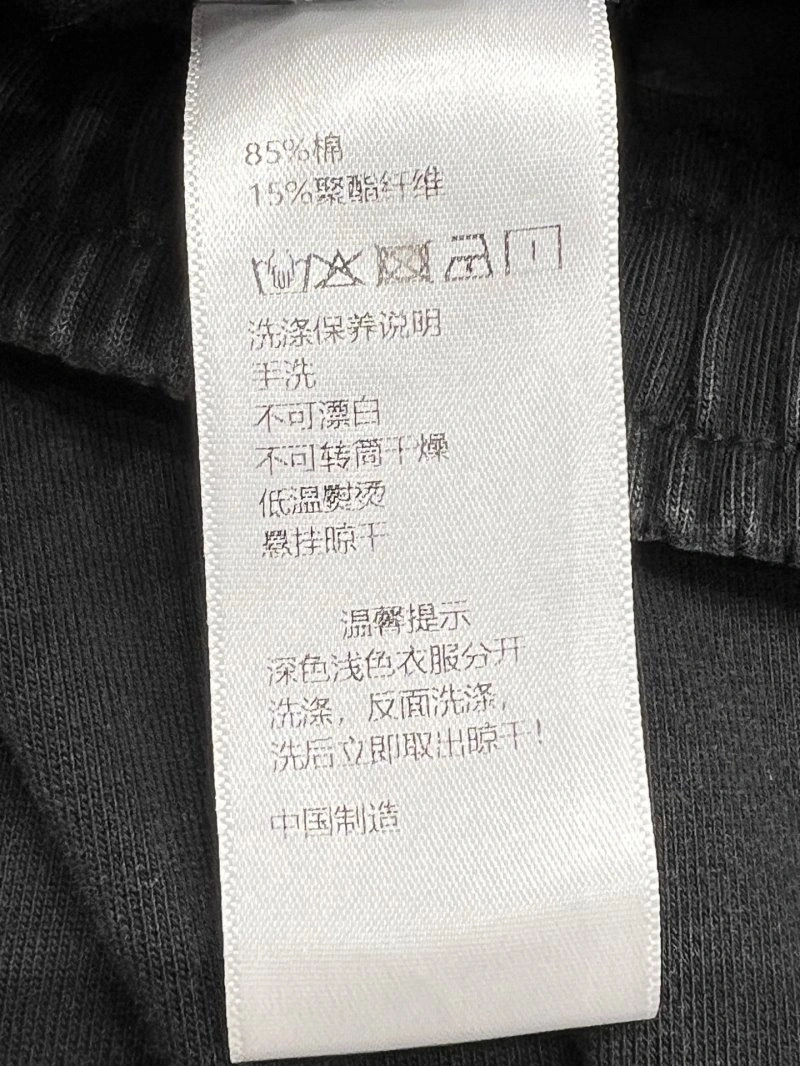 85%棉
15%聚酯纤维
洗涤保养说明
手洗
不可漂白
不可转筒干燥
低温熨烫
悬挂晾干
温馨提示
深色浅色衣服分开
洗涤，反面洗涤，
洗后立即取出晾干！
中国制造